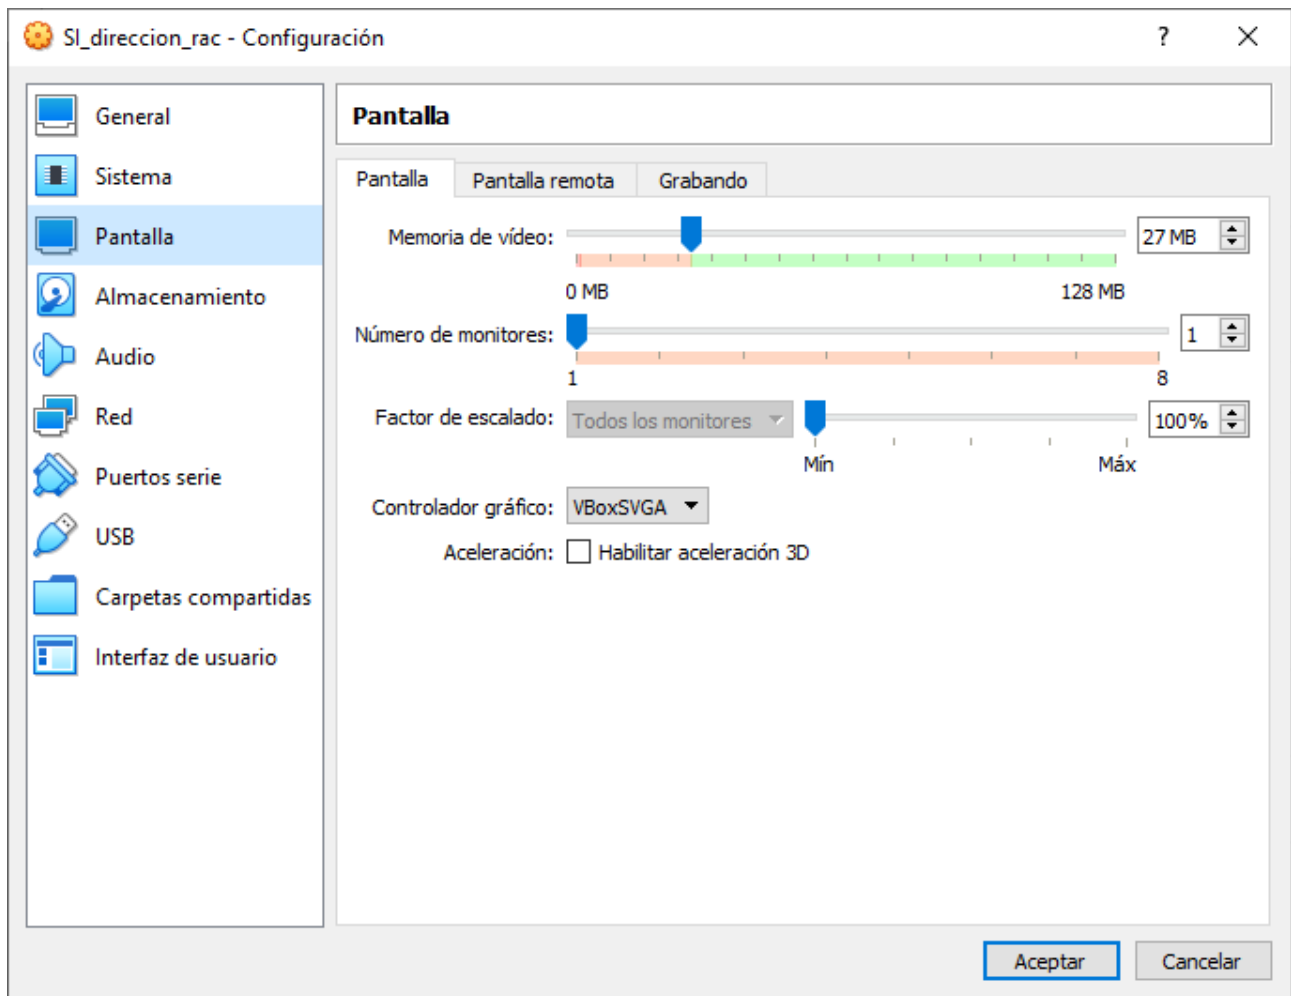 SI_direccion_rac - Configuración ?
General
Sistema
Pantalla
Almacenamiento
Audio
Red
Puertos serie
USB
Carpetas compartidas
Interfaz de usuario
Pantalla
Pantalla Pantalla remota Grabando
Memoria de vídeo: 27 MB
0 MB 128 MB
Número de monitores: 1
1 8
Factor de escalado: Todos los monitores 100%
Mín Máx
Controlador gráfico: VBoxSVGA
Aceleración: Habilitar aceleración 3D
Aceptar Cancelar